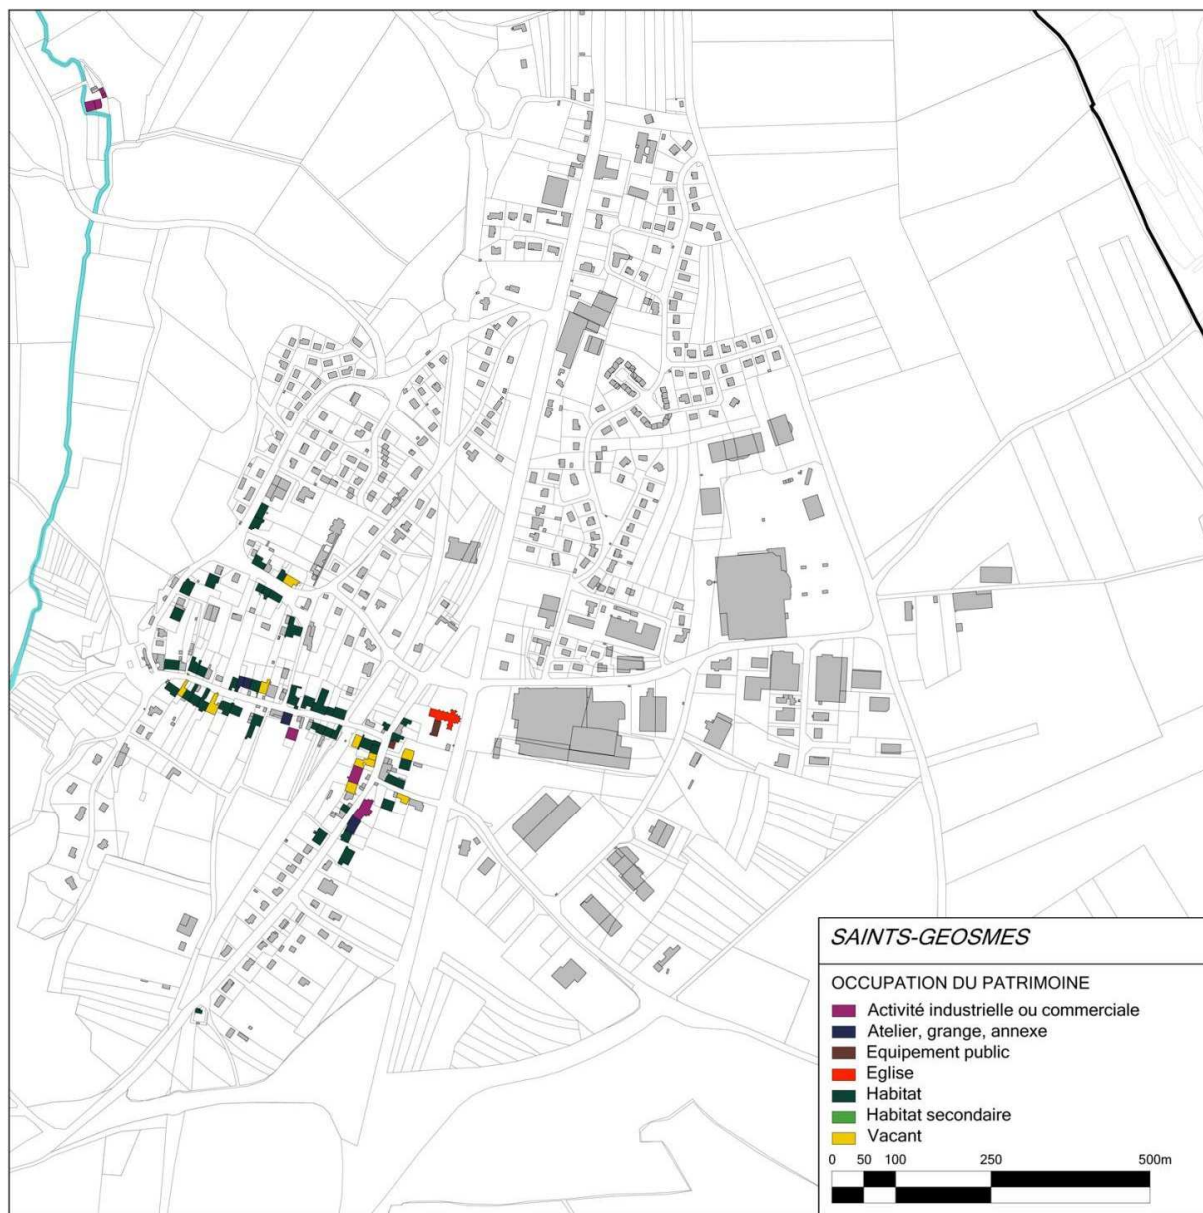 SAINTS-GEOSMES
OCCUPATION DU PATRIMOINE
Activité industrielle ou commerciale
Atelier, grange, annexe
Equipement public
Eglise
Habitat
Habitat secondaire
Vacant
0 50 100 250 500m